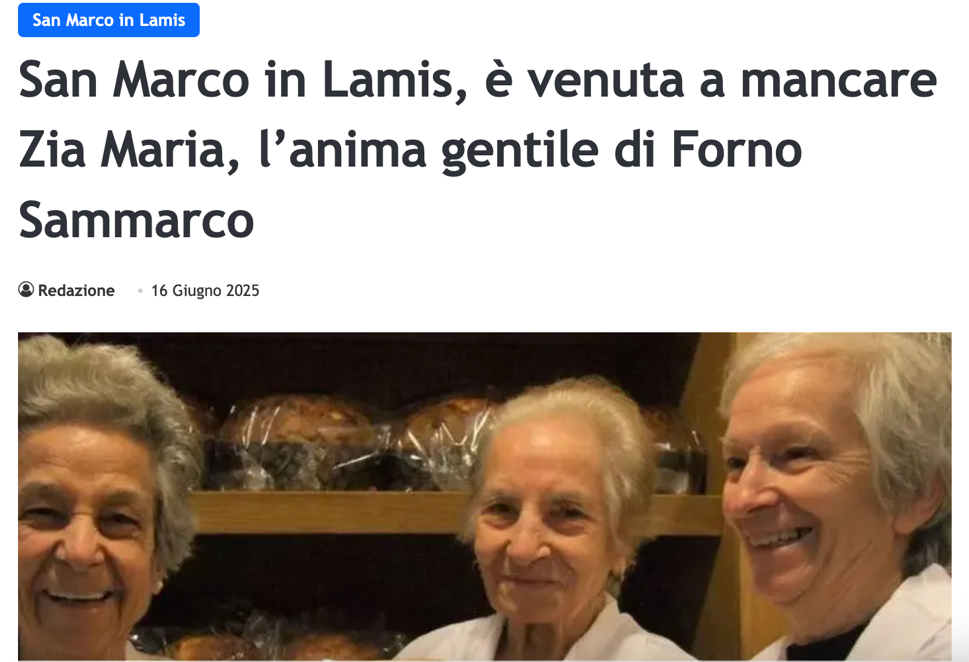 San Marco in Lamis
San Marco in Lamis, è venuta a mancare
Zia Maria, l’anima gentile di Forno
Sammarco
Redazione
16 Giugno 2025